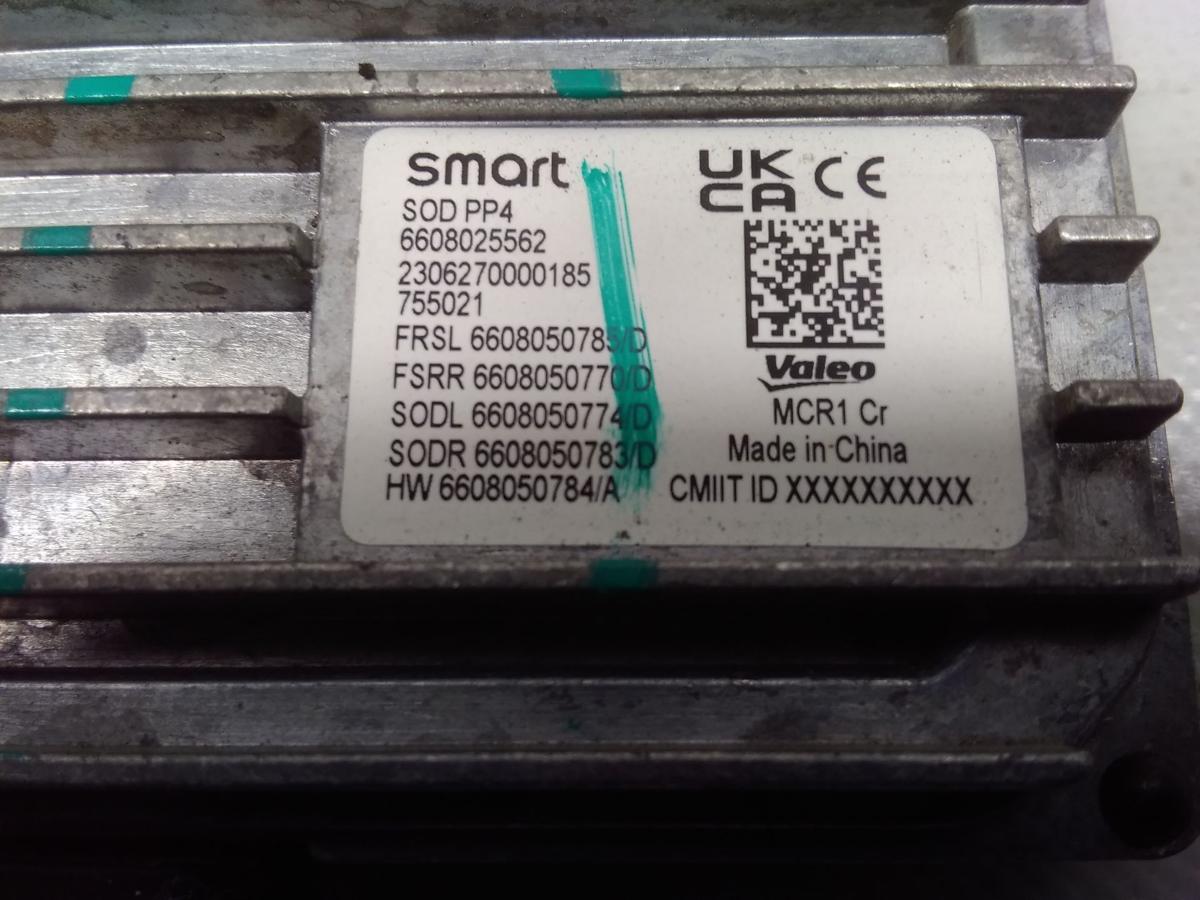 smart
SOD PP4
6608025562
2306270000185
755021
FRSL 6608050785/D
FSRR 6608050770/D
SODL 6608050774/D
SODR 6608050783/D
HW 6608050784/A
UK
CA CE
Valeo
MCR1 Cr
Made in China
CMIIT ID XXXXXXXXXX